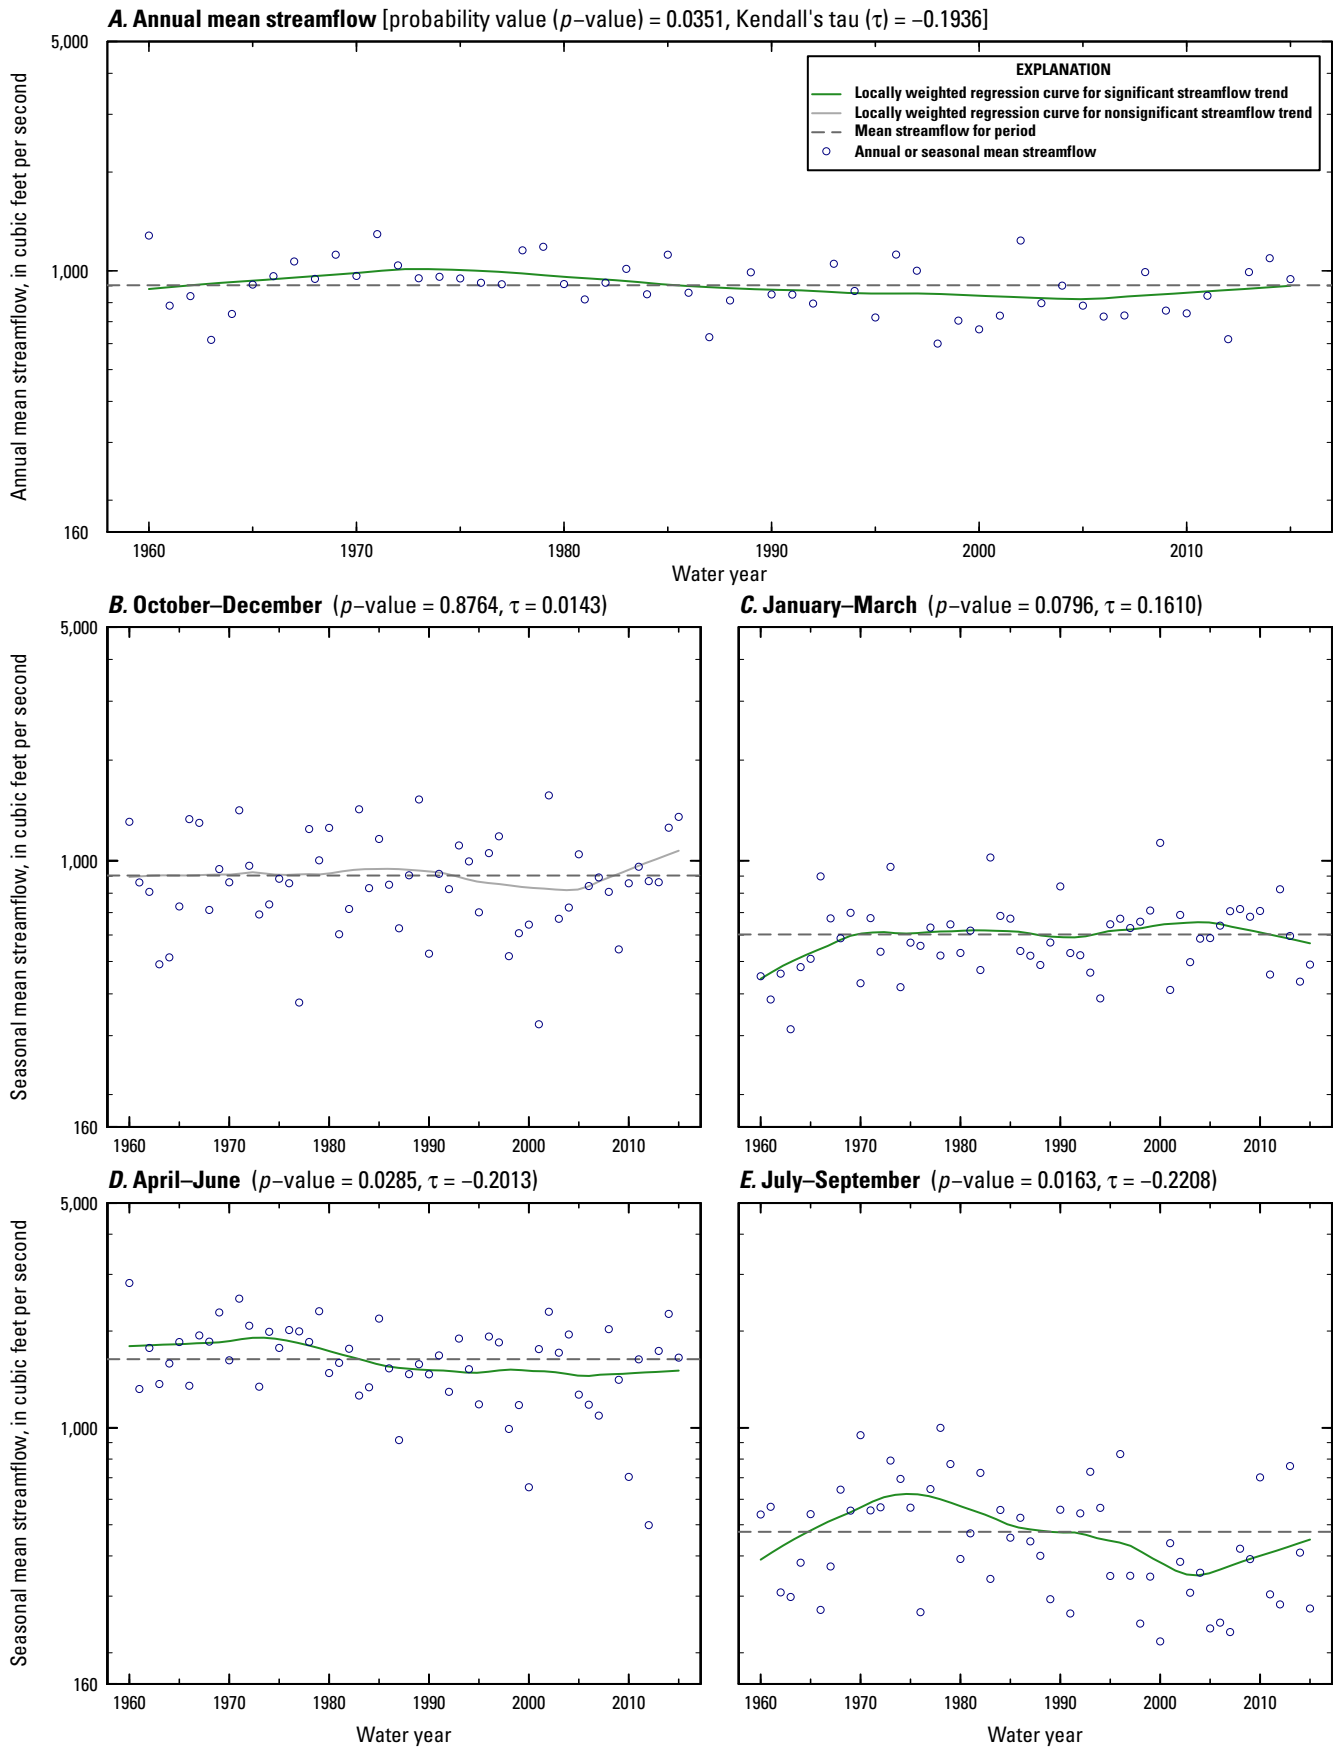 A. Annual mean streamflow [probability value (p−value) = 0.0351, Kendall's tau (τ) = −0.1936]
5,000
1,000
160
Annual mean streamflow, in cubic feet per second
EXPLANATION
Locally weighted regression curve for significant streamflow trend
Locally weighted regression curve for nonsignificant streamflow trend
Mean streamflow for period
Annual or seasonal mean streamflow
1960 1970 1980 1990 2000 2010
Water year
B. October–December (p−value = 0.8764, τ = 0.0143)
5,000
1,000
160
Seasonal mean streamflow, in cubic feet per second
1960 1970 1980 1990 2000 2010
C. January–March (p−value = 0.0796, τ = 0.1610)
1960 1970 1980 1990 2000 2010
D. April–June (p−value = 0.0285, τ = −0.2013)
5,000
1,000
160
Seasonal mean streamflow, in cubic feet per second
1960 1970 1980 1990 2000 2010
Water year
E. July–September (p−value = 0.0163, τ = −0.2208)
1960 1970 1980 1990 2000 2010
Water year